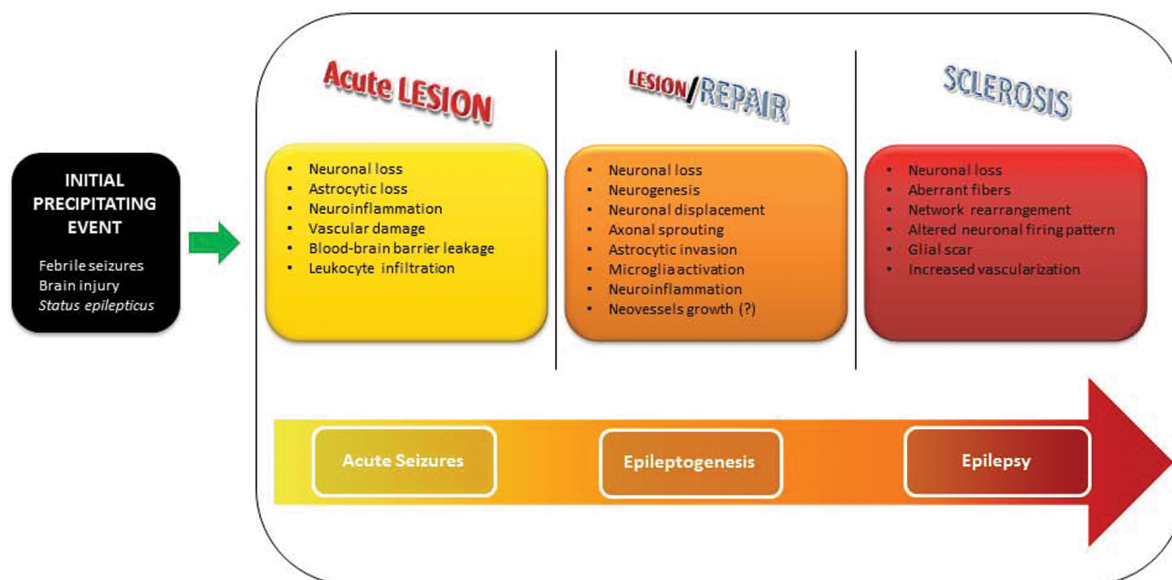 INITIAL
PRECIPITATING
EVENT
Febrile seizures
Brain injury
Status epilepticus
Acute LESION
• Neuronal loss
• Astrocytic loss
• Neuroinflammation
• Vascular damage
• Blood-brain barrier leakage
• Leukocyte infiltration
LESION/REPAIR
• Neuronal loss
• Neurogenesis
• Neuronal displacement
• Axonal sprouting
• Astrocytic invasion
• Microglia activation
• Neuroinflammation
• Neovessels growth (?)
SCLEROSIS
• Neuronal loss
• Aberrant fibers
• Network rearrangement
• Altered neuronal firing pattern
• Glial scar
• Increased vascularization
Acute Seizures
Epileptogenesis
Epilepsy